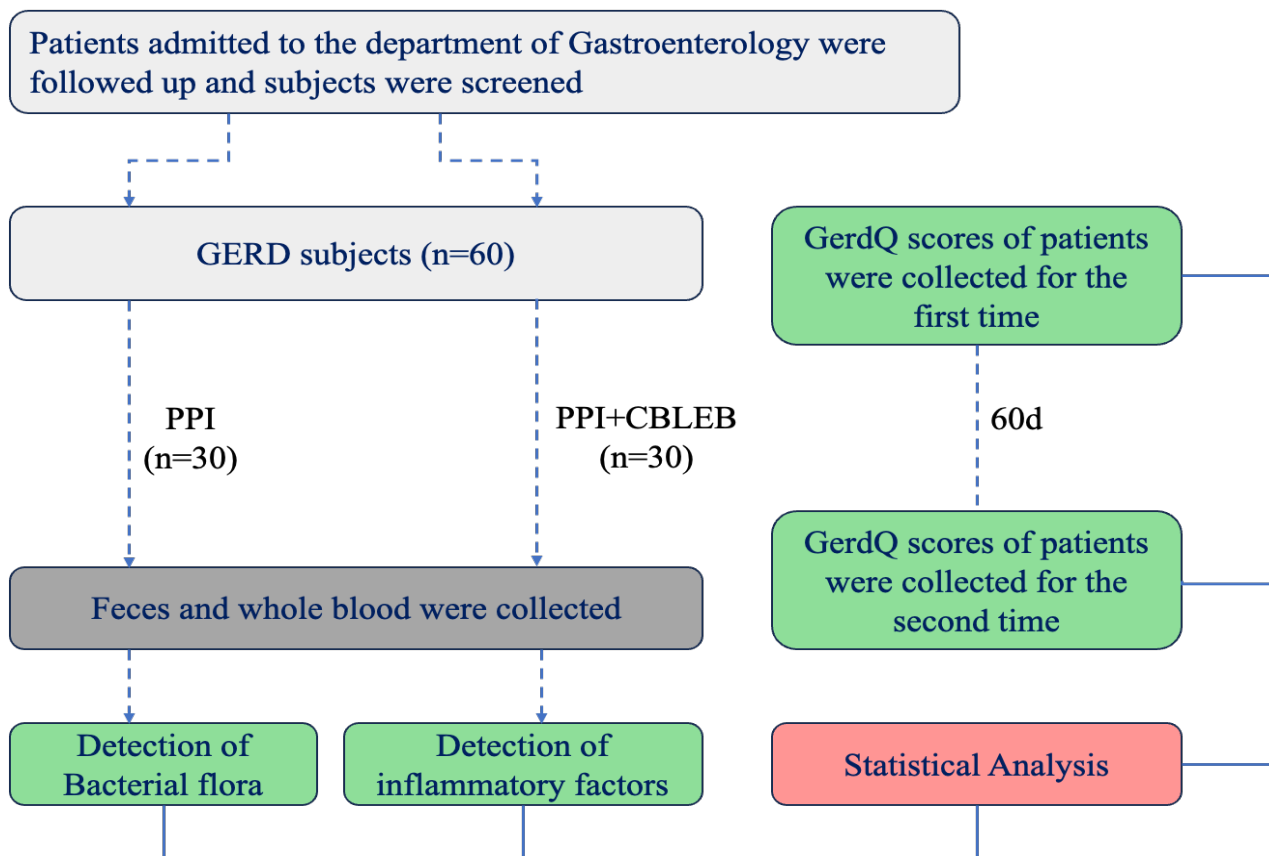 Patients admitted to the department of Gastroenterology were
followed up and subjects were screened
GERD subjects (n=60)
GerdQ scores of patients
were collected for the
first time
PPI
(n=30)
PPI+CBLEB
(n=30)
60d
GerdQ scores of patients
were collected for the
second time
Feces and whole blood were collected
Detection of
Bacterial flora
Detection of
inflammatory factors
Statistical Analysis